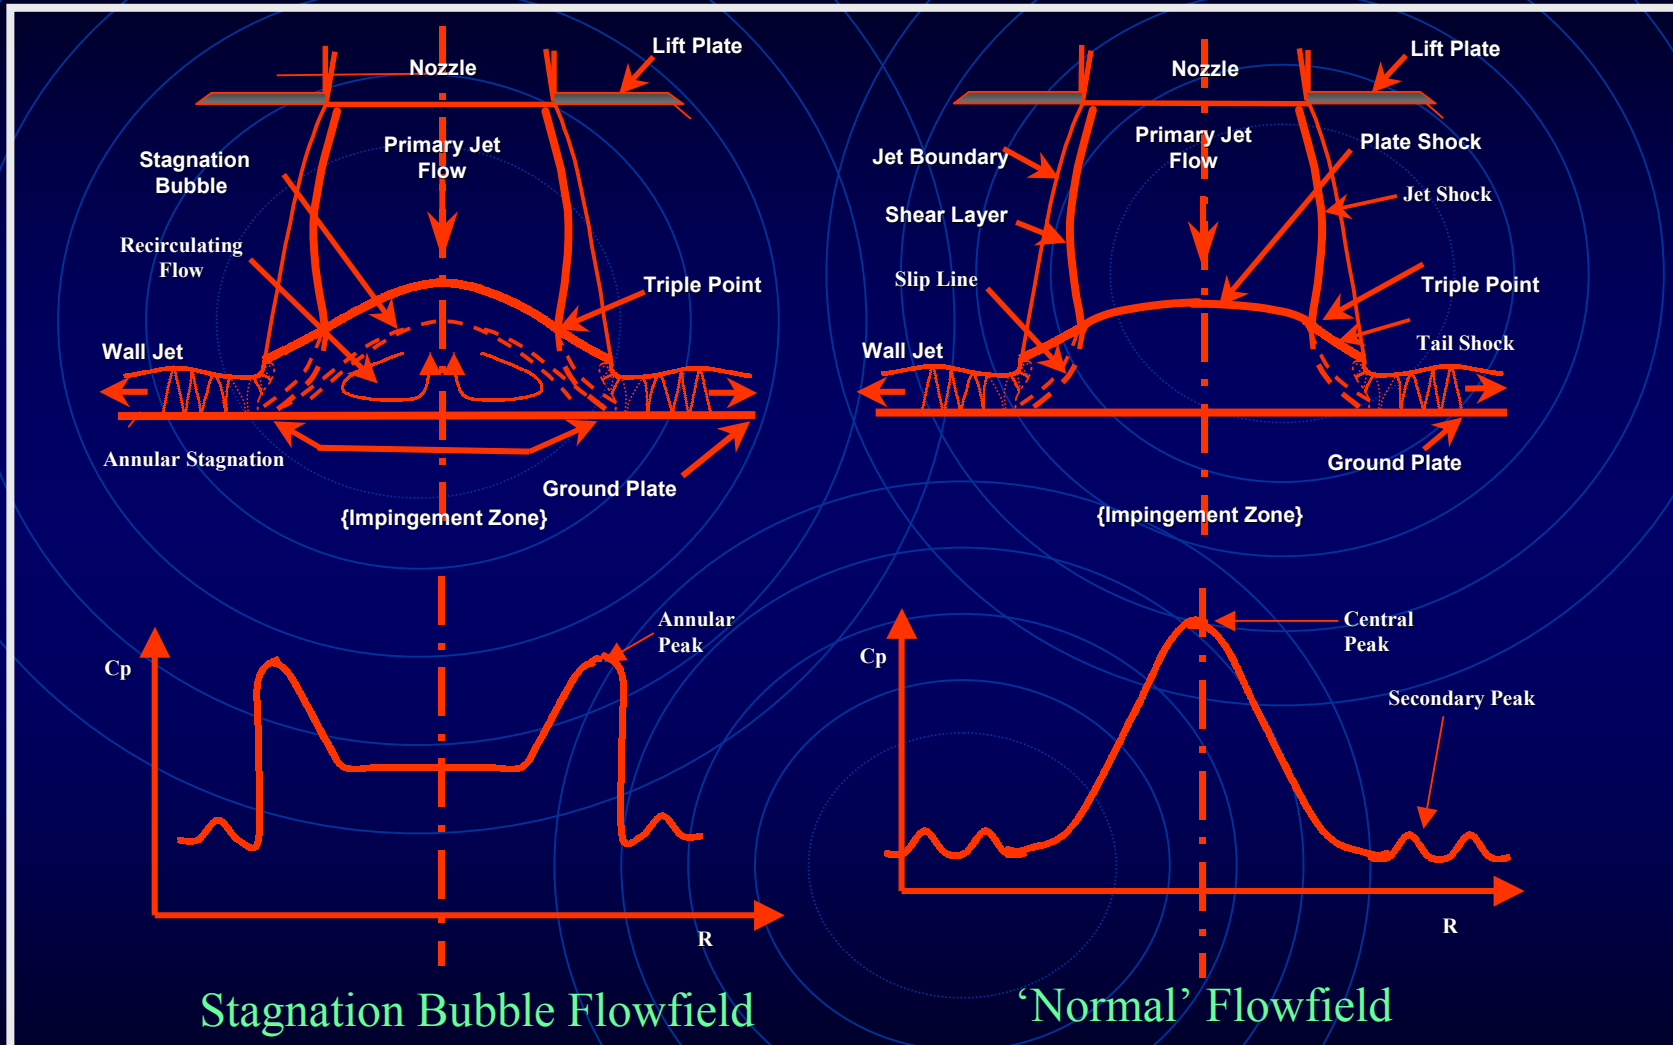 Nozzle
Lift Plate
Stagnation
Bubble
Primary Jet
Flow
Recirculating
Flow
Triple Point
Wall Jet
Annular Stagnation
Ground Plate
{Impingement Zone}
Nozzle
Lift Plate
Primary Jet
Flow
Plate Shock
Jet Boundary
Jet Shock
Shear Layer
Slip Line
Triple Point
Tail Shock
Wall Jet
Ground Plate
{Impingement Zone}
Cp
Annular
Peak
R
Cp
Central
Peak
Secondary Peak
R
Stagnation Bubble Flowfield
‘Normal’ Flowfield